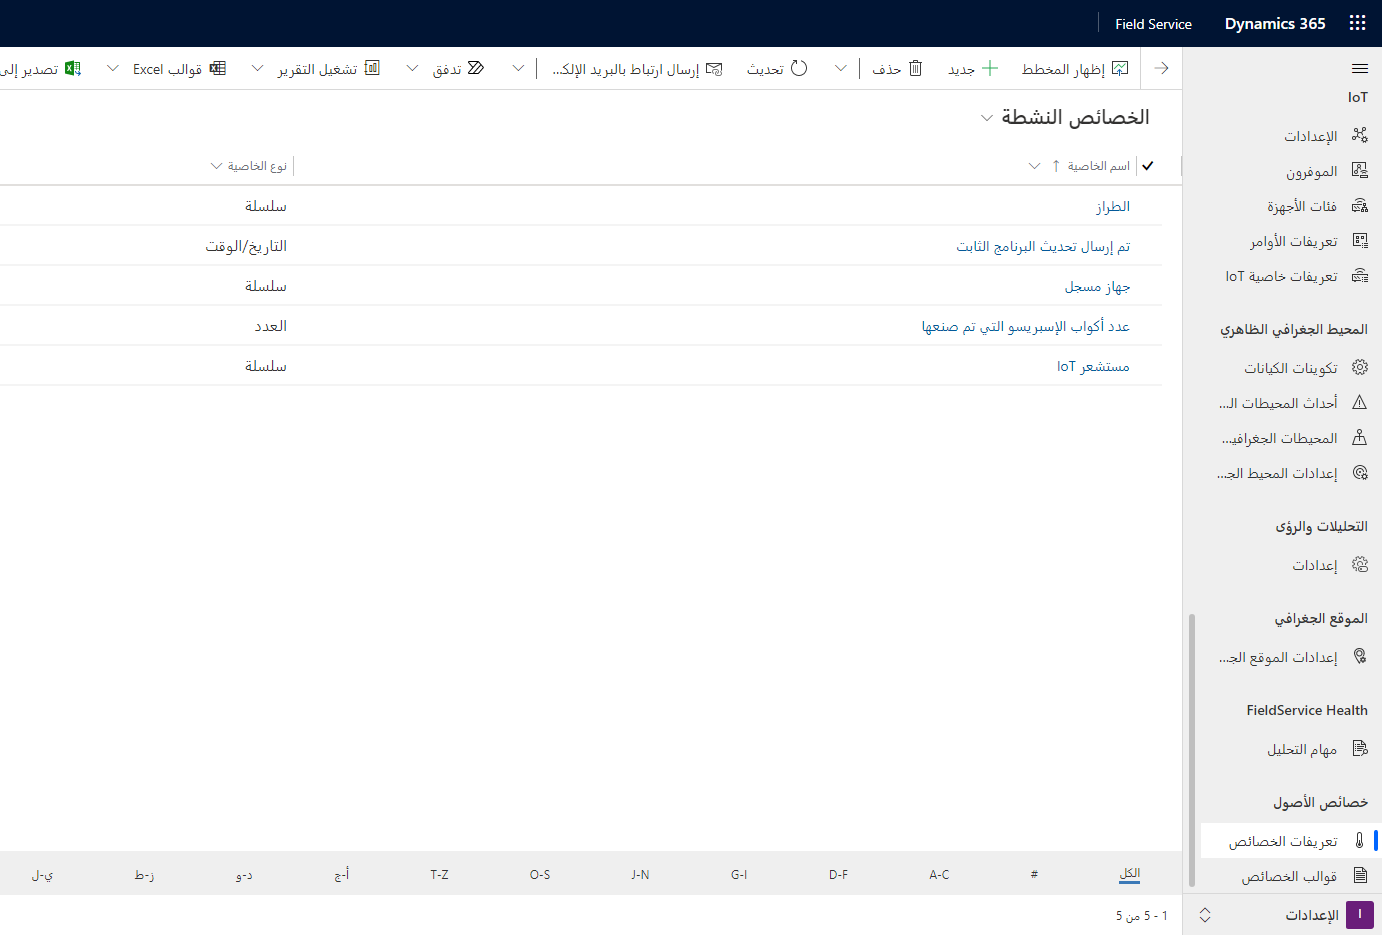 Dynamics 365
Field Service
إظهار المخطط
جديد
حذف
تحديث
إرسال ارتباط بالبريد الإلك...
تدفق
تشغيل التقرير
قوالب Excel
تصدير إلى
IoT
الإعدادات
الموفرون
فئات الأجهزة
تعريفات الأوامر
تعريفات خاصية IoT
المحيط الجغرافي الظاهري
تكوينات الكيانات
أحداث المحيطات الـ...
المحيطات الجغرافيـ...
إعدادات المحيط الجـ...
التحليلات والرؤى
إعدادات
الموقع الجغرافي
إعدادات الموقع الجـ...
FieldService Health
مهام التحليل
خصائص الأصول
تعريفات الخصائص
قوالب الخصائص
I
الإعدادات
الخصائص النشطة
اسم الخاصية
نوع الخاصية
الطراز
سلسلة
تم إرسال تحديث البرنامج الثابت
التاريخ/الوقت
جهاز مسجل
سلسلة
عدد أكواب الإسبريسو التي تم صنعها
العدد
مستشعر IoT
سلسلة
الكل
#
A-C
D-F
G-I
J-N
O-S
T-Z
أ-ج
د-و
ز-ط
ي-ل
1 - 5 من 5